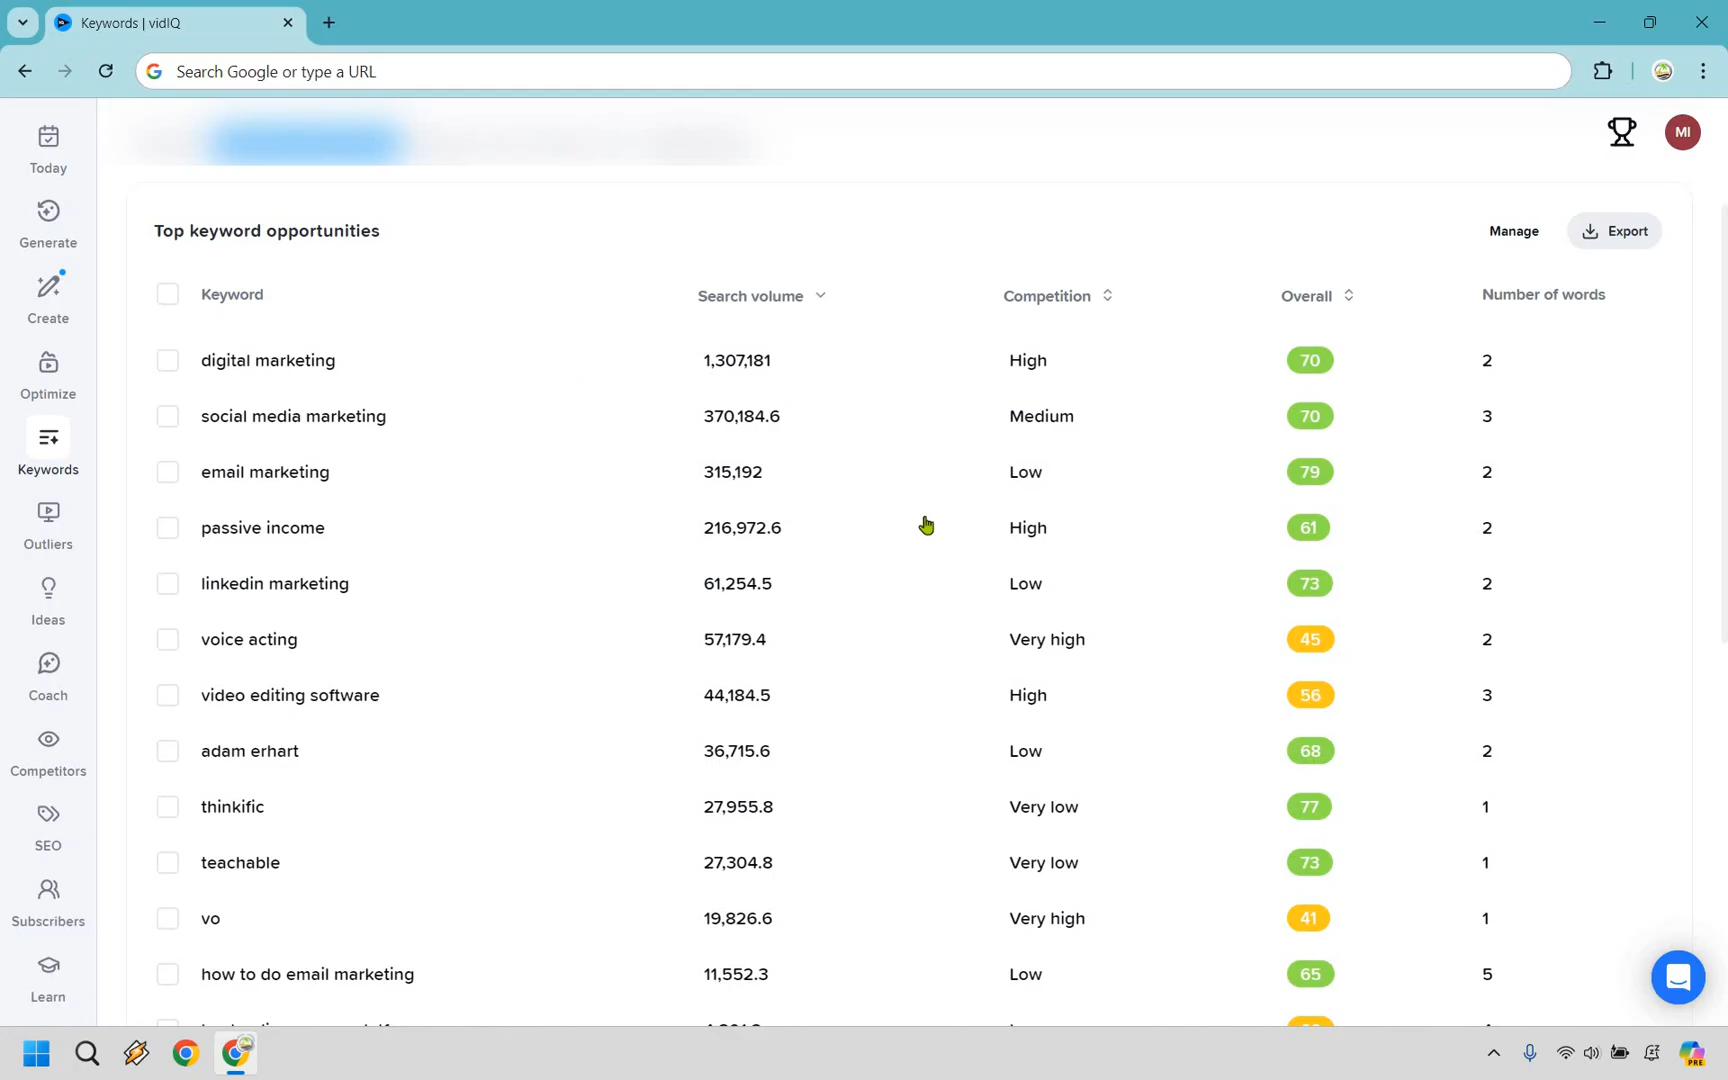 Keywords | vidIQ
Search Google or type a URL
MI
Today
Generate
Create
Optimize
Keywords
Outliers
Ideas
Coach
Competitors
SEO
Subscribers
Learn
Top keyword opportunities
Manage
Export
Keyword Search volume Competition Overall Number of words
digital marketing 1,307,181 High 70 2
social media marketing 370,184.6 Medium 70 3
email marketing 315,192 Low 79 2
passive income 216,972.6 High 61 2
linkedin marketing 61,254.5 Low 73 2
voice acting 57,179.4 Very high 45 2
video editing software 44,184.5 High 56 3
adam erhart 36,715.6 Low 68 2
thinkific 27,955.8 Very low 77 1
teachable 27,304.8 Very low 73 1
vo 19,826.6 Very high 41 1
how to do email marketing 11,552.3 Low 65 5
PRE